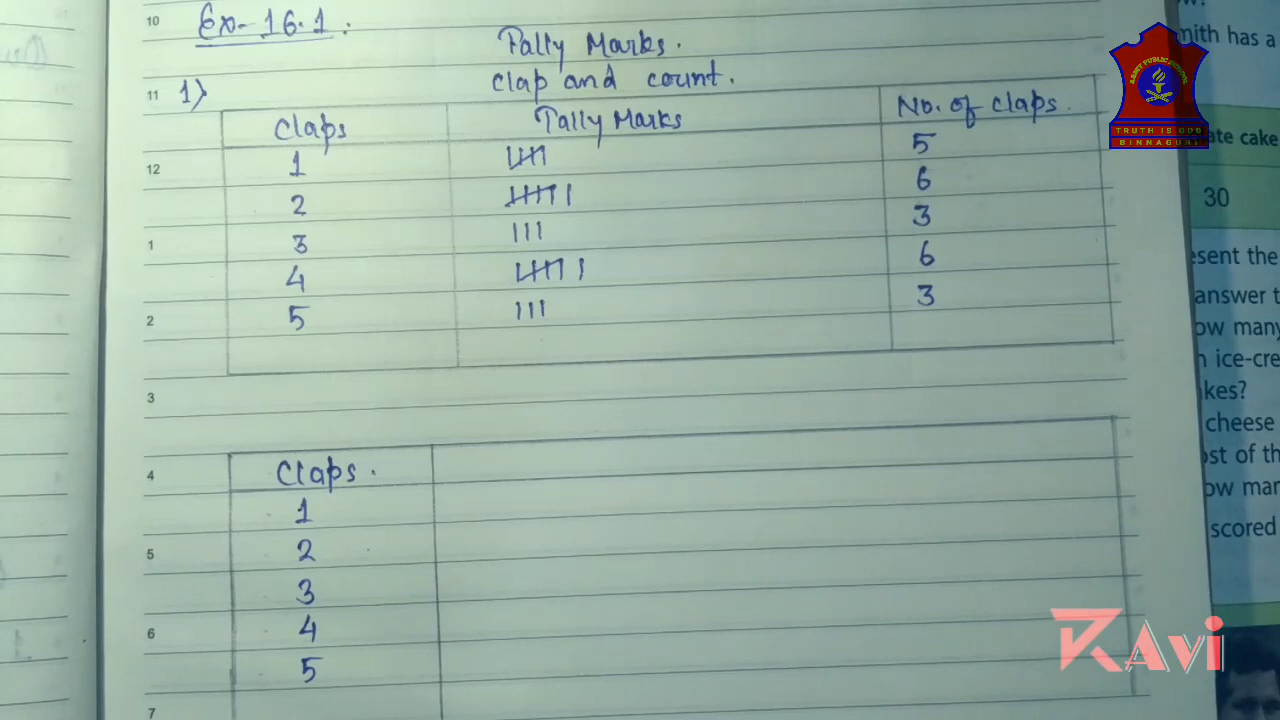 10
Ex- 16.1:
Tally Marks.
11 1) clap and count.
Claps Tally Marks No. of claps.
12 1 5
2 6
1 3 3
4 6
2 5 3
3
4 Claps.
1
5 2
3
6 4
5
7
mith has a
ate cake
30
esent the
answer t
ow many
n ice-cre
kes?
cheese
ost of th
ow mar
scored
ARMY PUBLIC SCHOOL
TRUTH IS GOD
BINNAGURI
RAvi